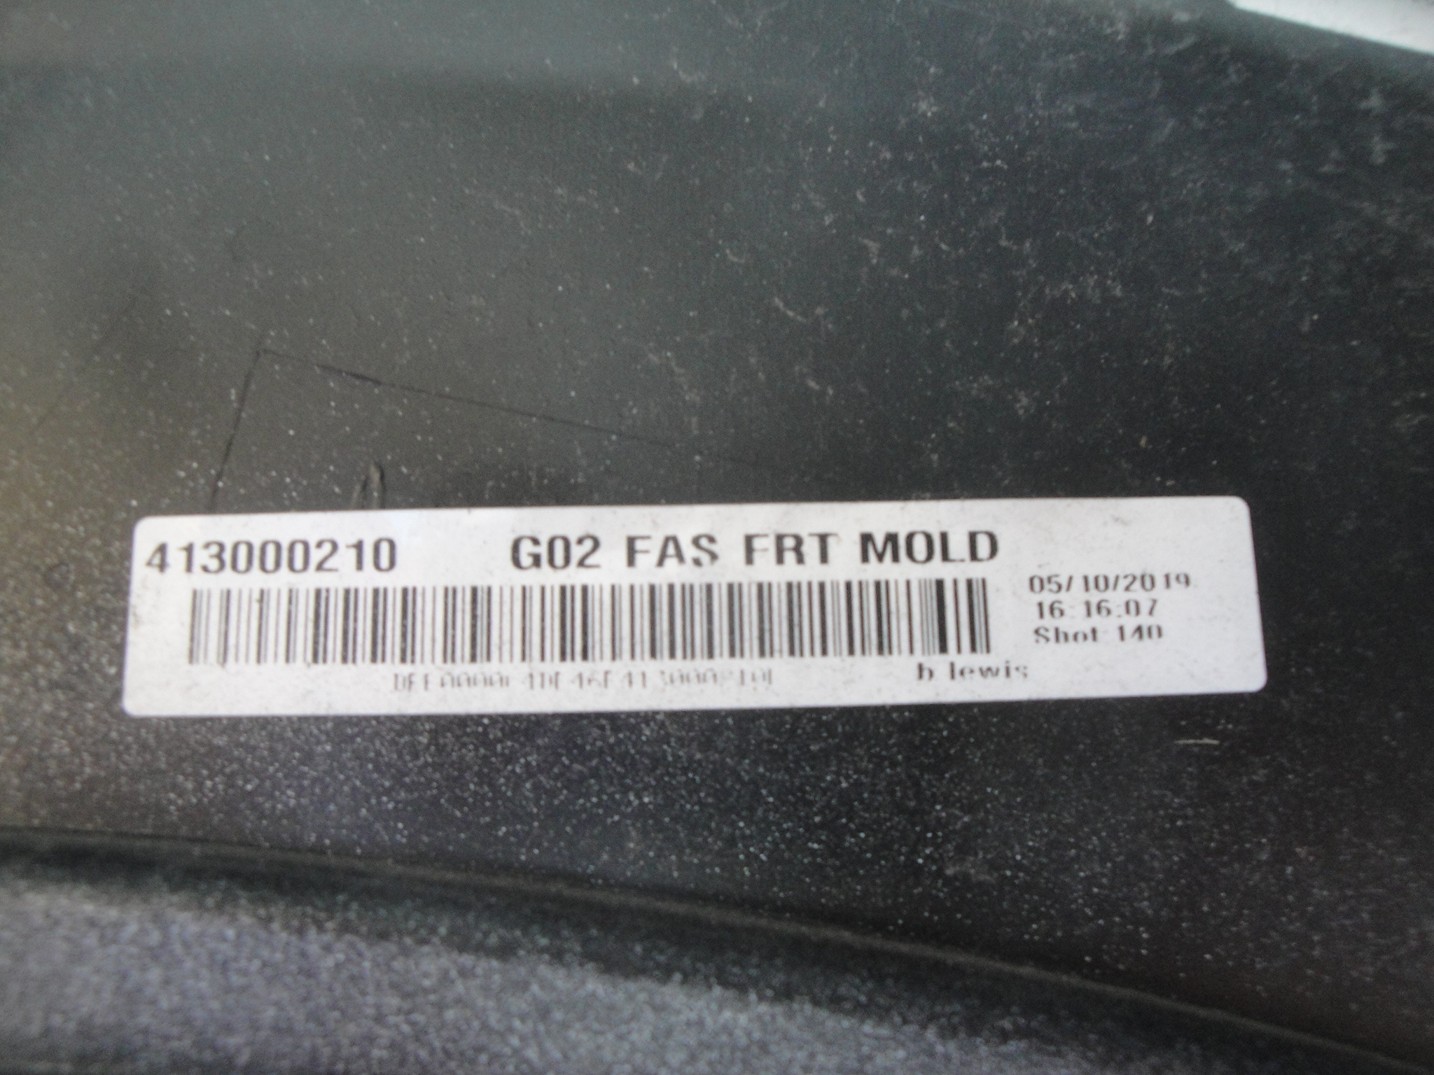 413000210 G02 FAS FRT MOLD
05/10/2019
16:16:07
Shot 140
b lewis